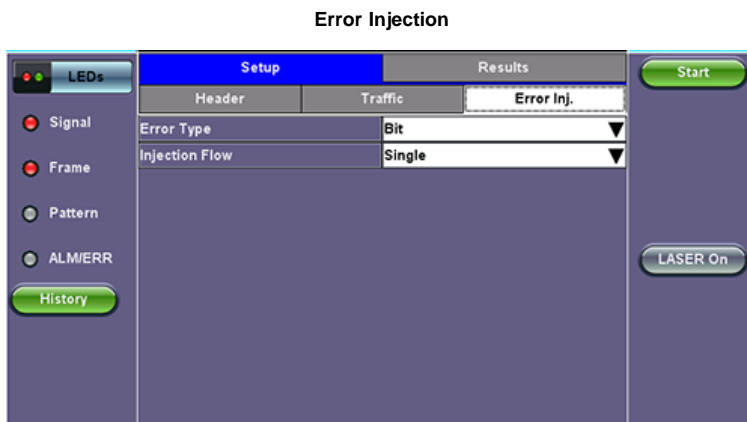 Error Injection
LEDs
Setup
Results
Start
Header
Traffic
Error Inj.
Signal
Error Type
Bit
Injection Flow
Single
Frame
Pattern
ALM/ERR
LASER On
History